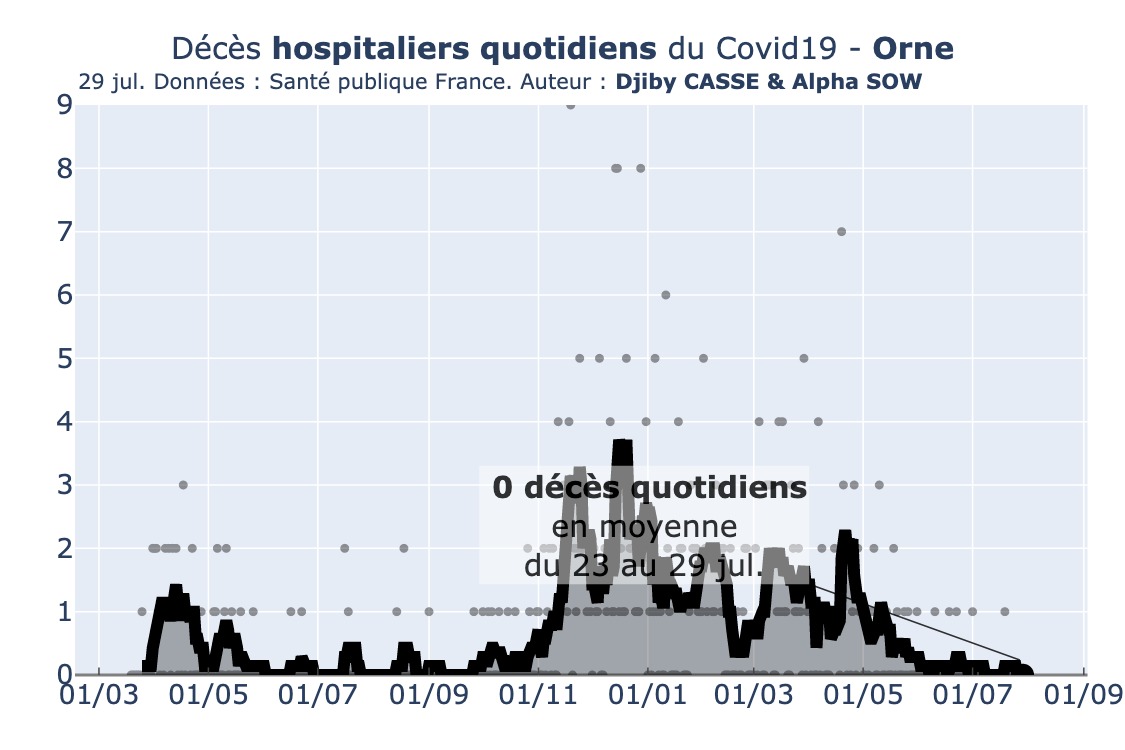 Décès hospitaliers quotidiens du Covid19 - Orne
29 jul. Données : Santé publique France. Auteur : Djiby CASSE & Alpha SOW
9
8
7
6
5
4
3
2
1
0
0 décès quotidiens
en moyenne
du 23 au 29 jul.
01/03 01/05 01/07 01/09 01/11 01/01 01/03 01/05 01/07 01/09